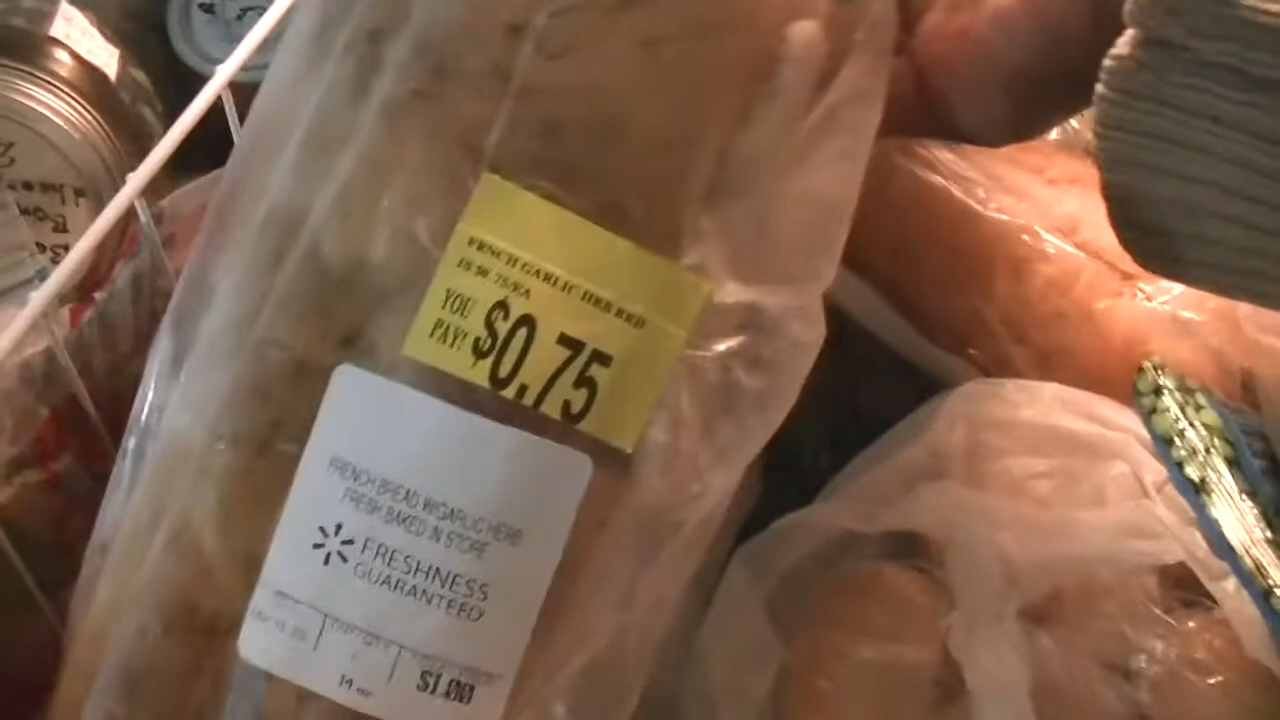 FRNCH GARLIC HRB BRD
IS $0.75/EA
YOU
PAY!
$0.75
FRENCH BREAD W/GARLIC HERB
FRESH BAKED IN STORE
FRESHNESS
GUARANTEED
14 oz
$1.00